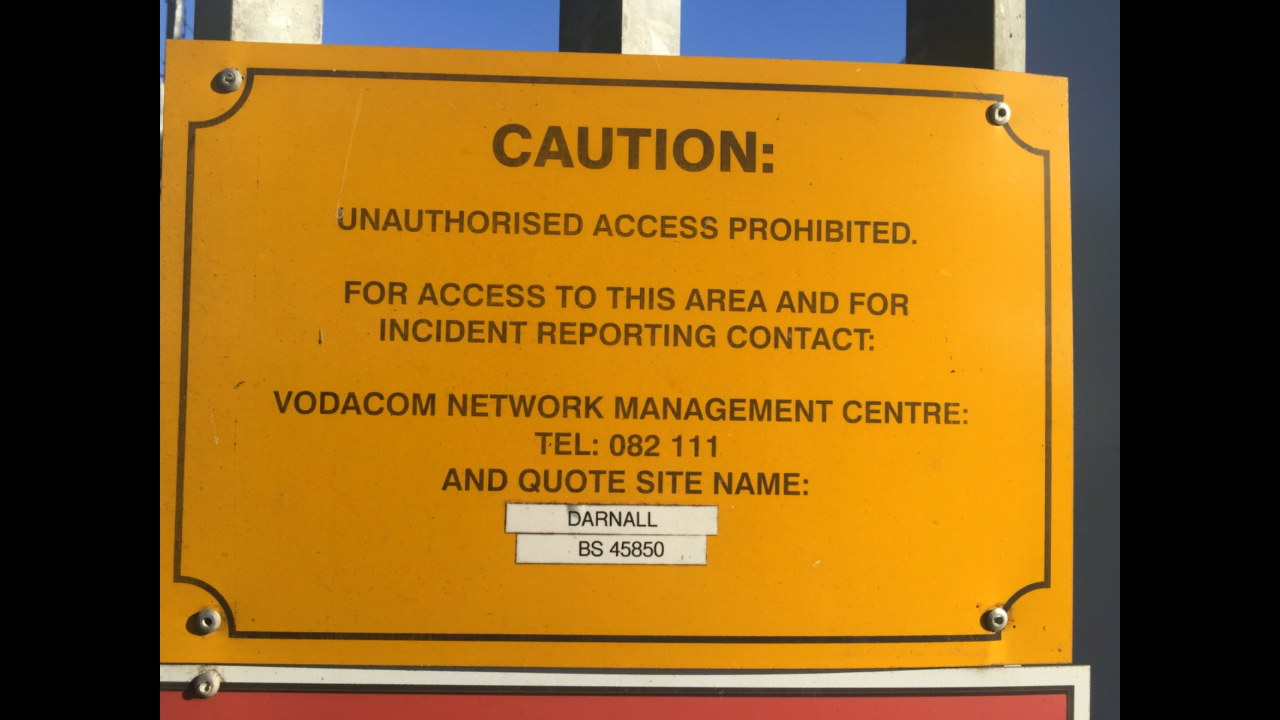 CAUTION:
UNAUTHORISED ACCESS PROHIBITED.
FOR ACCESS TO THIS AREA AND FOR
INCIDENT REPORTING CONTACT:
VODACOM NETWORK MANAGEMENT CENTRE:
TEL: 082 111
AND QUOTE SITE NAME:
DARNALL
BS 45850